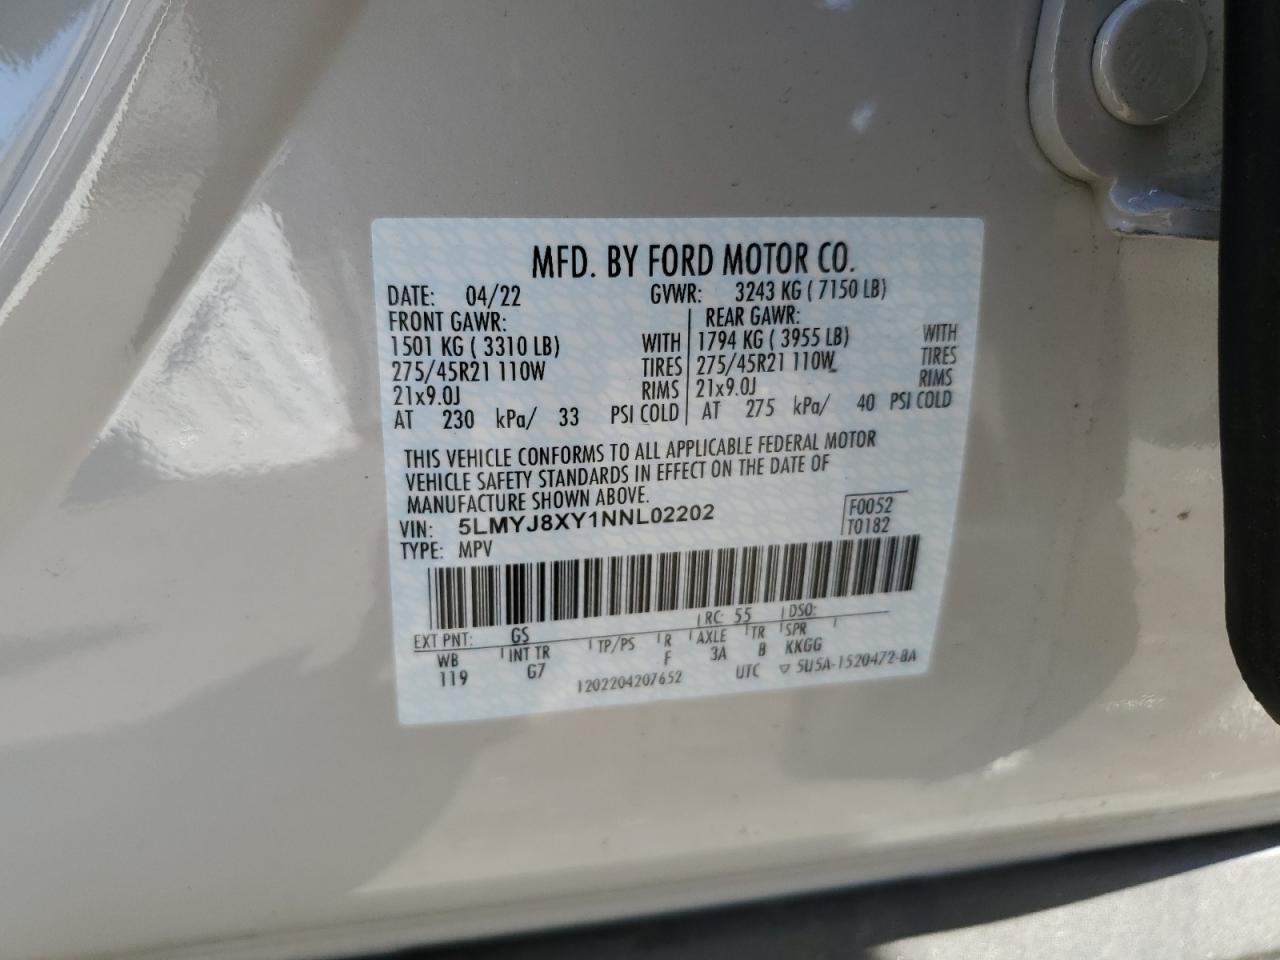 MFD. BY FORD MOTOR CO.
DATE: 04/22 GVWR: 3243 KG ( 7150 LB)
FRONT GAWR: REAR GAWR:
1501 KG ( 3310 LB) WITH 1794 KG ( 3955 LB) WITH
275/45R21 110W TIRES 275/45R21 110W TIRES
21x9.0J RIMS 21x9.0J RIMS
AT 230 kPa/ 33 PSI COLD AT 275 kPa/ 40 PSI COLD
THIS VEHICLE CONFORMS TO ALL APPLICABLE FEDERAL MOTOR
VEHICLE SAFETY STANDARDS IN EFFECT ON THE DATE OF
MANUFACTURE SHOWN ABOVE.
VIN: 5LMYJ8XY1NNL02202 F0052
TYPE: MPV T0182
EXT PNT: GS RC: 55 DSO:
WB INT TR TP/PS R AXLE TR SPR
119 G7 F 3A B KKGG
1202204207652 UTC ▽ 5U5A-1520472-BA